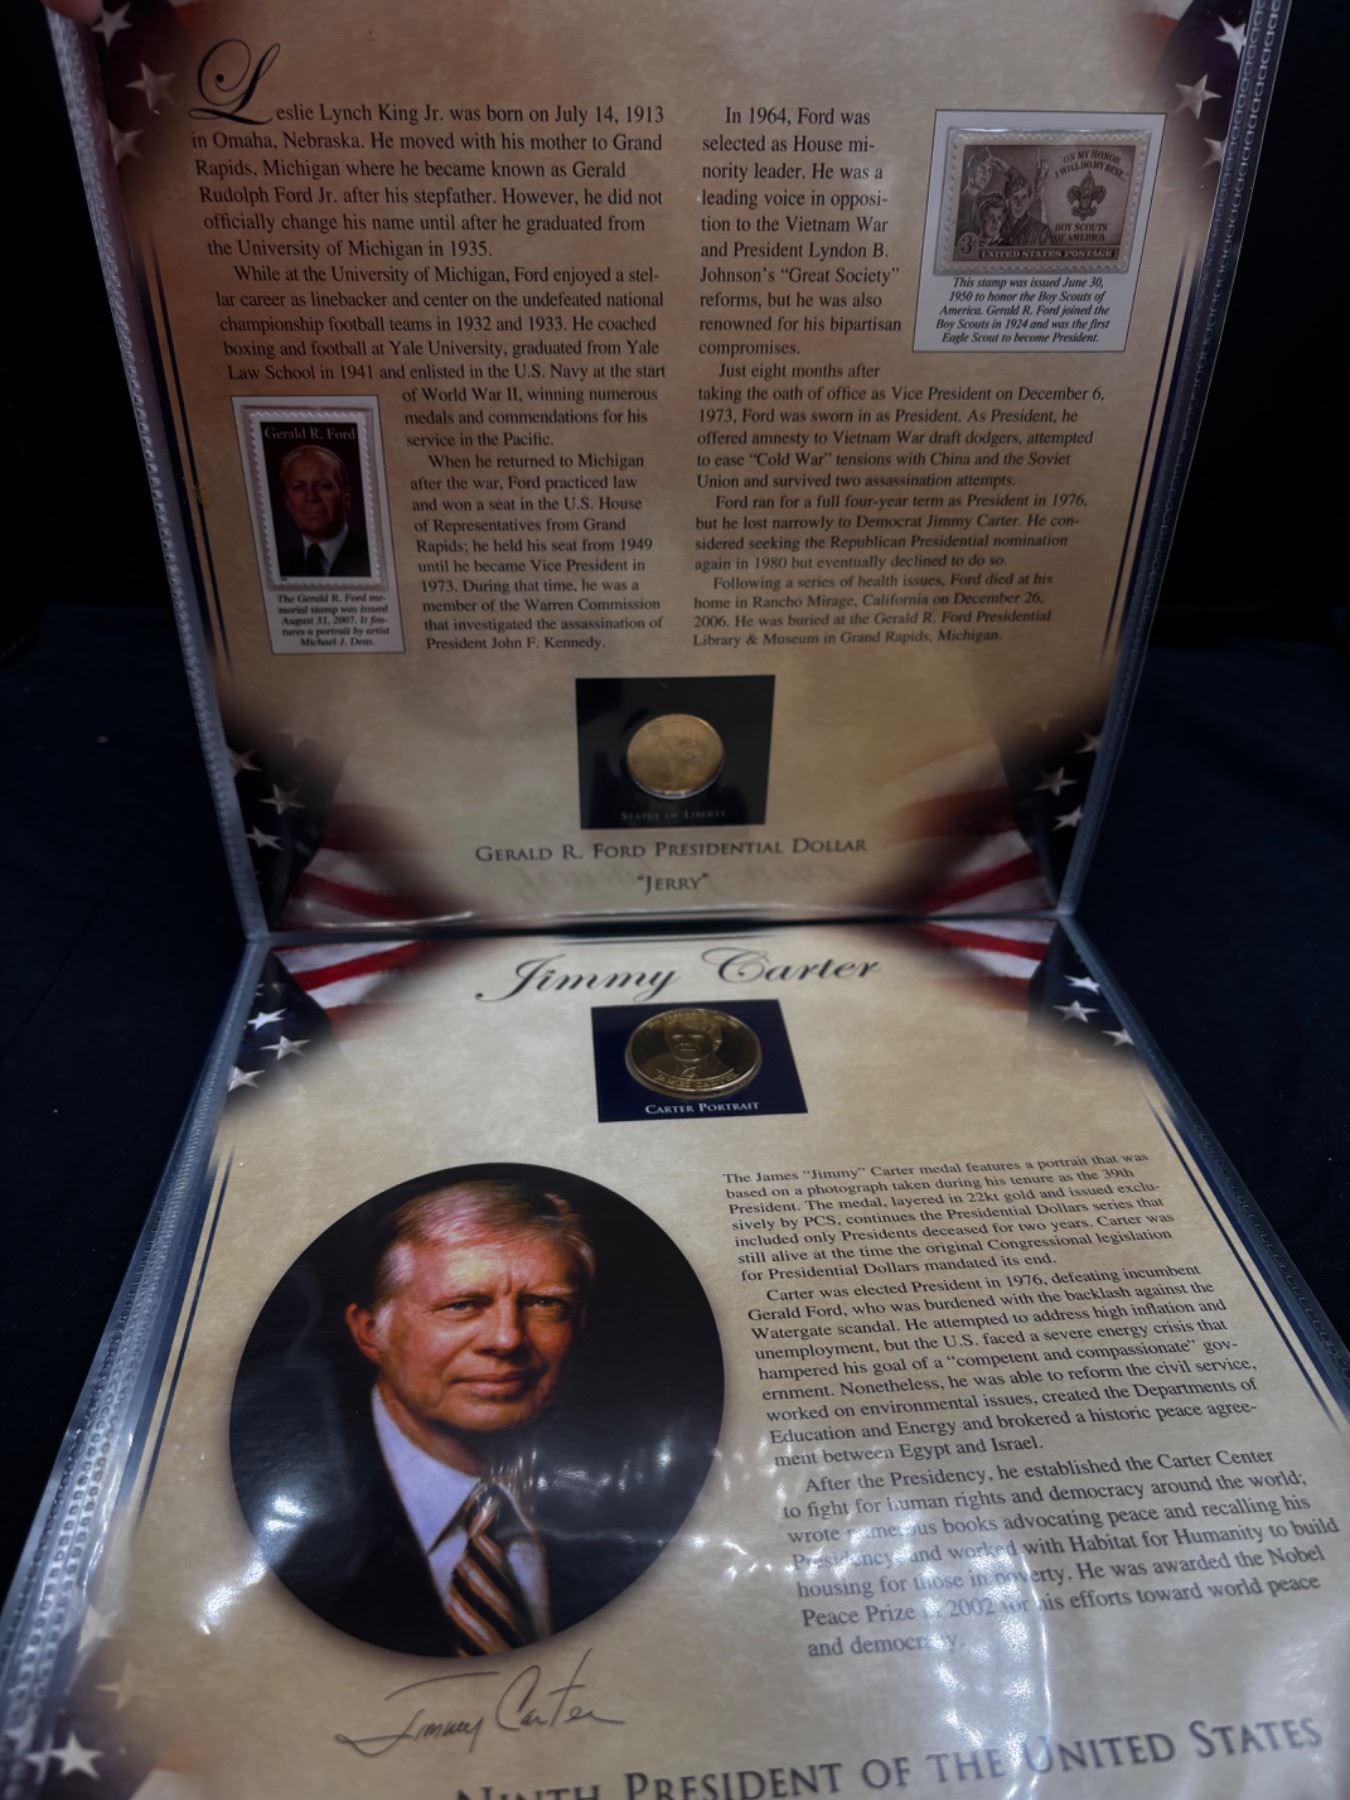 Leslie Lynch King Jr. was born on July 14, 1913
in Omaha, Nebraska. He moved with his mother to Grand
Rapids, Michigan where he became known as Gerald
Rudolph Ford Jr. after his stepfather. However, he did not
officially change his name until after he graduated from
the University of Michigan in 1935.
While at the University of Michigan, Ford enjoyed a stel-
lar career as linebacker and center on the undefeated national
championship football teams in 1932 and 1933. He coached
boxing and football at Yale University, graduated from Yale
Law School in 1941 and enlisted in the U.S. Navy at the start
of World War II, winning numerous
medals and commendations for his
service in the Pacific.
When he returned to Michigan
after the war, Ford practiced law
and won a seat in the U.S. House
of Representatives from Grand
Rapids; he held his seat from 1949
until he became Vice President in
1973. During that time, he was a
member of the Warren Commission
that investigated the assassination of
President John F. Kennedy.
Gerald R. Ford
The Gerald R. Ford me-
morial stamp was issued
August 31, 2007. It fea-
tures a portrait by artist
Michael J. Deas.
In 1964, Ford was
selected as House mi-
nority leader. He was a
leading voice in opposi-
tion to the Vietnam War
and President Lyndon B.
Johnson's “Great Society”
reforms, but he was also
renowned for his bipartisan
compromises.
Just eight months after
taking the oath of office as Vice President on December 6,
1973, Ford was sworn in as President. As President, he
offered amnesty to Vietnam War draft dodgers, attempted
to ease “Cold War” tensions with China and the Soviet
Union and survived two assassination attempts.
Ford ran for a full four-year term as President in 1976,
but he lost narrowly to Democrat Jimmy Carter. He con-
sidered seeking the Republican Presidential nomination
again in 1980 but eventually declined to do so.
Following a series of health issues, Ford died at his
home in Rancho Mirage, California on December 26,
2006. He was buried at the Gerald R. Ford Presidential
Library & Museum in Grand Rapids, Michigan.
"ON MY HONOR
I WILL DO MY BEST..."
BOY SCOUTS
OF AMERICA
3¢
UNITED STATES POSTAGE
This stamp was issued June 30,
1950 to honor the Boy Scouts of
America. Gerald R. Ford joined the
Boy Scouts in 1924 and was the first
Eagle Scout to become President.
STATUE OF LIBERTY
GERALD R. FORD PRESIDENTIAL DOLLAR
“JERRY”
Jimmy Carter
JAMES CARTER
CARTER PORTRAIT
The James “Jimmy” Carter medal features a portrait that was
based on a photograph taken during his tenure as the 39th
President. The medal, layered in 22kt gold and issued exclu-
sively by PCS, continues the Presidential Dollars series that
included only Presidents deceased for two years. Carter was
still alive at the time the original Congressional legislation
for Presidential Dollars mandated its end.
Carter was elected President in 1976, defeating incumbent
Gerald Ford, who was burdened with the backlash against the
Watergate scandal. He attempted to address high inflation and
unemployment, but the U.S. faced a severe energy crisis that
hampered his goal of a “competent and compassionate” gov-
ernment. Nonetheless, he was able to reform the civil service,
worked on environmental issues, created the Departments of
Education and Energy and brokered a historic peace agree-
ment between Egypt and Israel.
After the Presidency, he established the Carter Center
to fight for human rights and democracy around the world;
wrote numerous books advocating peace and recalling his
Presidency; and worked with Habitat for Humanity to build
housing for those in poverty. He was awarded the Nobel
Peace Prize in 2002 for his efforts toward world peace
and democracy.
Jimmy Carter
NINTH PRESIDENT OF THE UNITED STATES